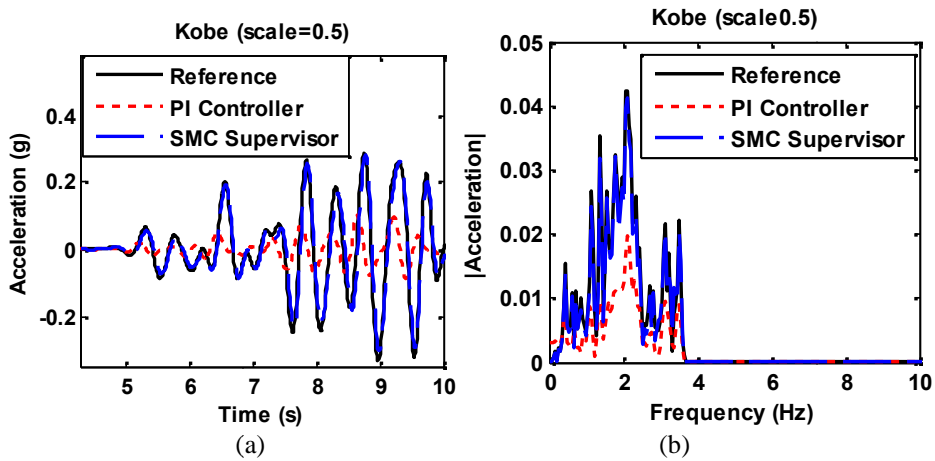 Kobe (scale=0.5)
Reference
PI Controller
SMC Supervisor
Acceleration (g)
0.4
0.2
0
-0.2
5 6 7 8 9 10
Time (s)
(a)
Kobe (scale0.5)
Reference
PI Controller
SMC Supervisor
|Acceleration|
0.05
0.04
0.03
0.02
0.01
0
0 2 4 6 8 10
Frequency (Hz)
(b)